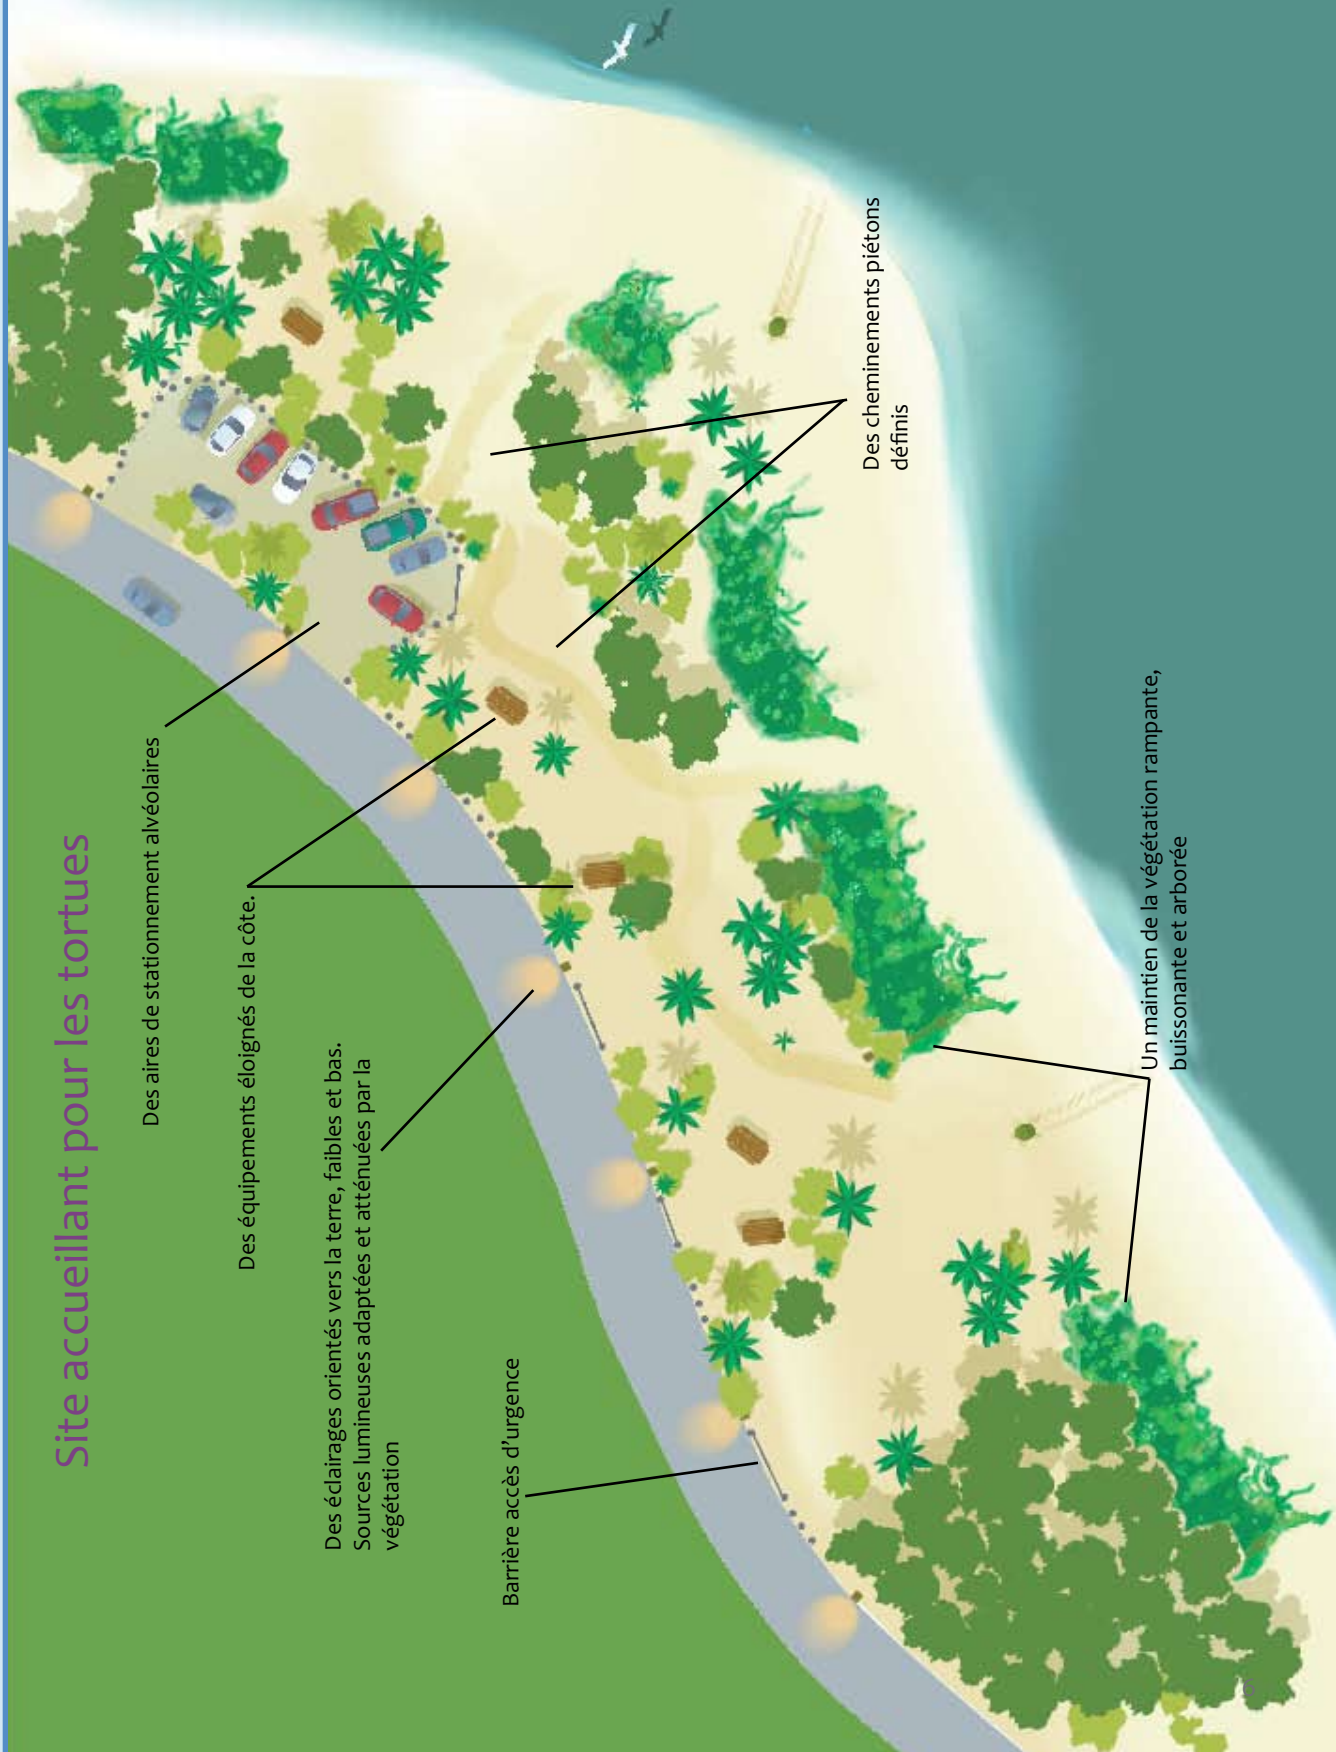 Site accueillant pour les tortues
Des aires de stationnement alvéolaires
Des équipements éloignés de la côte.
Des éclairages orientés vers la terre, faibles et bas.
Sources lumineuses adaptées et atténuées par la
végétation
Barrière accès d'urgence
Des cheminements piétons
définis
Un maintien de la végétation rampante,
buissonante et arborée